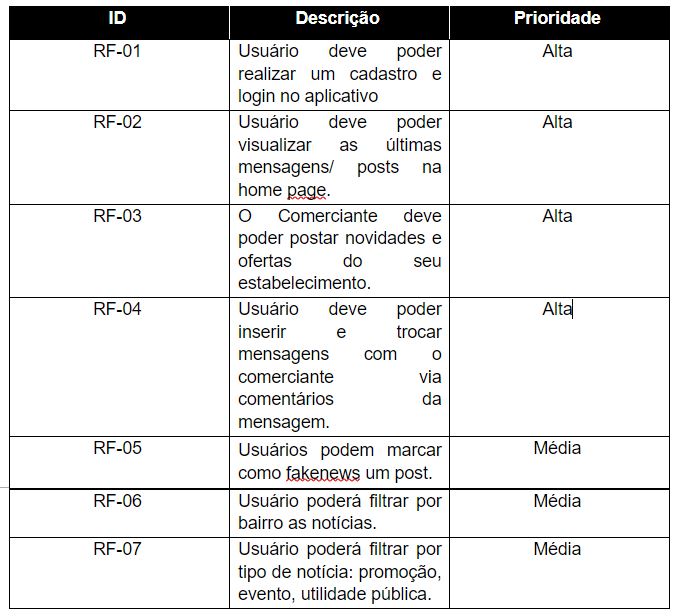 ID Descrição Prioridade
RF-01 Usuário deve poder Alta
realizar um cadastro e
login no aplicativo
RF-02 Usuário deve poder Alta
visualizar as últimas
mensagens/ posts na
home page.
RF-03 O Comerciante deve Alta
poder postar novidades e
ofertas do seu
estabelecimento.
RF-04 Usuário deve poder Alta
inserir e trocar
mensagens com o
comerciante via
comentários da
mensagem.
RF-05 Usuários podem marcar Média
como fakenews um post.
RF-06 Usuário poderá filtrar por Média
bairro as notícias.
RF-07 Usuário poderá filtrar por Média
tipo de notícia: promoção,
evento, utilidade pública.